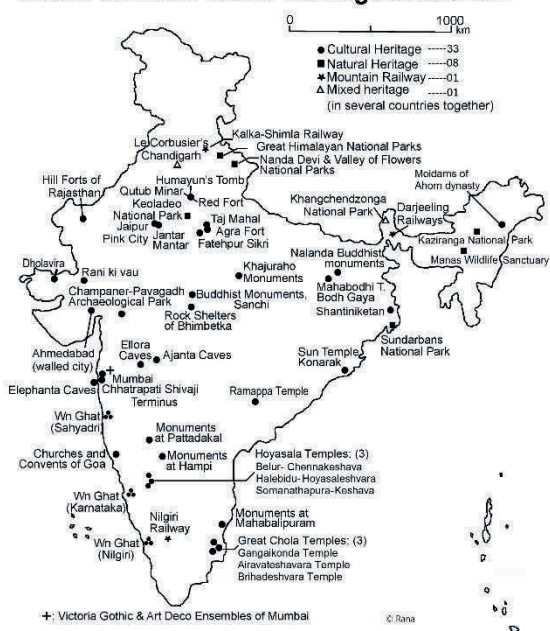 0 1000
km
Cultural Heritage -----33
Natural Heritage -----08
Mountain Railway----01
Mixed heritage -----01
(in several countries together)
Kalka-Shimla Railway
Le Corbusier's
Chandigarh
Great Himalayan National Parks
Nanda Devi & Valley of Flowers
National Parks
Hill Forts of
Rajasthan
Humayun's Tomb
Qutub Minar
Red Fort
Keoladeo
National Park
Jaipur
Pink City
Jantar
Mantar
Taj Mahal
Agra Fort
Fatehpur Sikri
Khangchendzonga
National Park
Darjeeling
Railways
Moidams of
Ahom dynasty
Kaziranga National Park
Manas Wildlife Sanctuary
Dholavira
Rani ki vau
Champaner-Pavagadh
Archaeological Park
Khajuraho
Monuments
Nalanda Buddhist
monuments
Mahabodhi T.
Bodh Gaya
Buddhist Monuments,
Sanchi
Rock Shelters
of Bhimbetka
Shantiniketan
Sundarbans
National Park
Ahmedabad
(walled city)
Ellora
Caves
Ajanta Caves
Sun Temple
Konarak
Elephanta Caves
Mumbai
Chhatrapati Shivaji
Terminus
Ramappa Temple
Wn Ghat
(Sahyadri)
Monuments
at Pattadakal
Churches and
Convents of Goa
Monuments
at Hampi
Hoyasala Temples: (3)
Belur- Chennakeshava
Halebidu-Hoyasaleshvara
Somanathapura-Keshava
Wn Ghat
(Karnataka)
Nilgiri
Railway
Monuments at
Mahabalipuram
Wn Ghat
(Nilgiri)
Great Chola Temples: (3)
Gangaikonda Temple
Airavateshavara Temple
Brihadeshvara Temple
+: Victoria Gothic & Art Deco Ensembles of Mumbai
© Rana